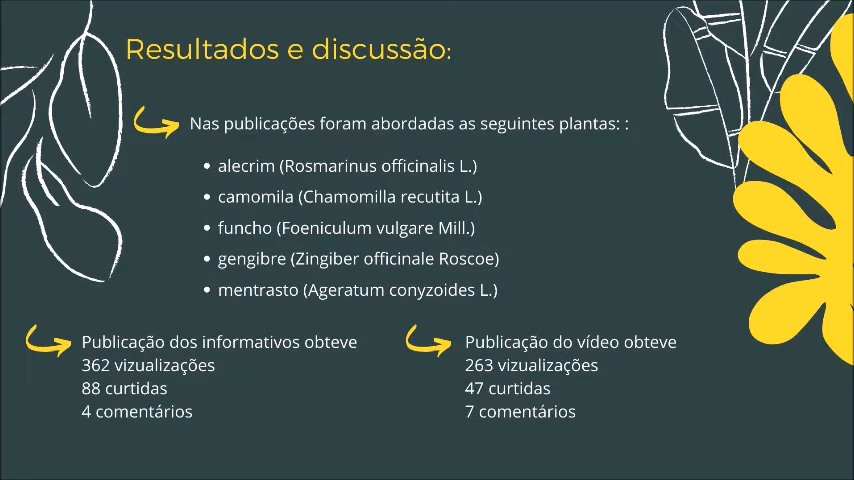 Resultados e discussão:
Nas publicações foram abordadas as seguintes plantas: :
• alecrim (Rosmarinus officinalis L.)
• camomila (Chamomilla recutita L.)
• funcho (Foeniculum vulgare Mill.)
• gengibre (Zingiber officinale Roscoe)
• mentrasto (Ageratum conyzoides L.)
Publicação dos informativos obteve
362 vizualizações
88 curtidas
4 comentários
Publicação do vídeo obteve
263 vizualizações
47 curtidas
7 comentários